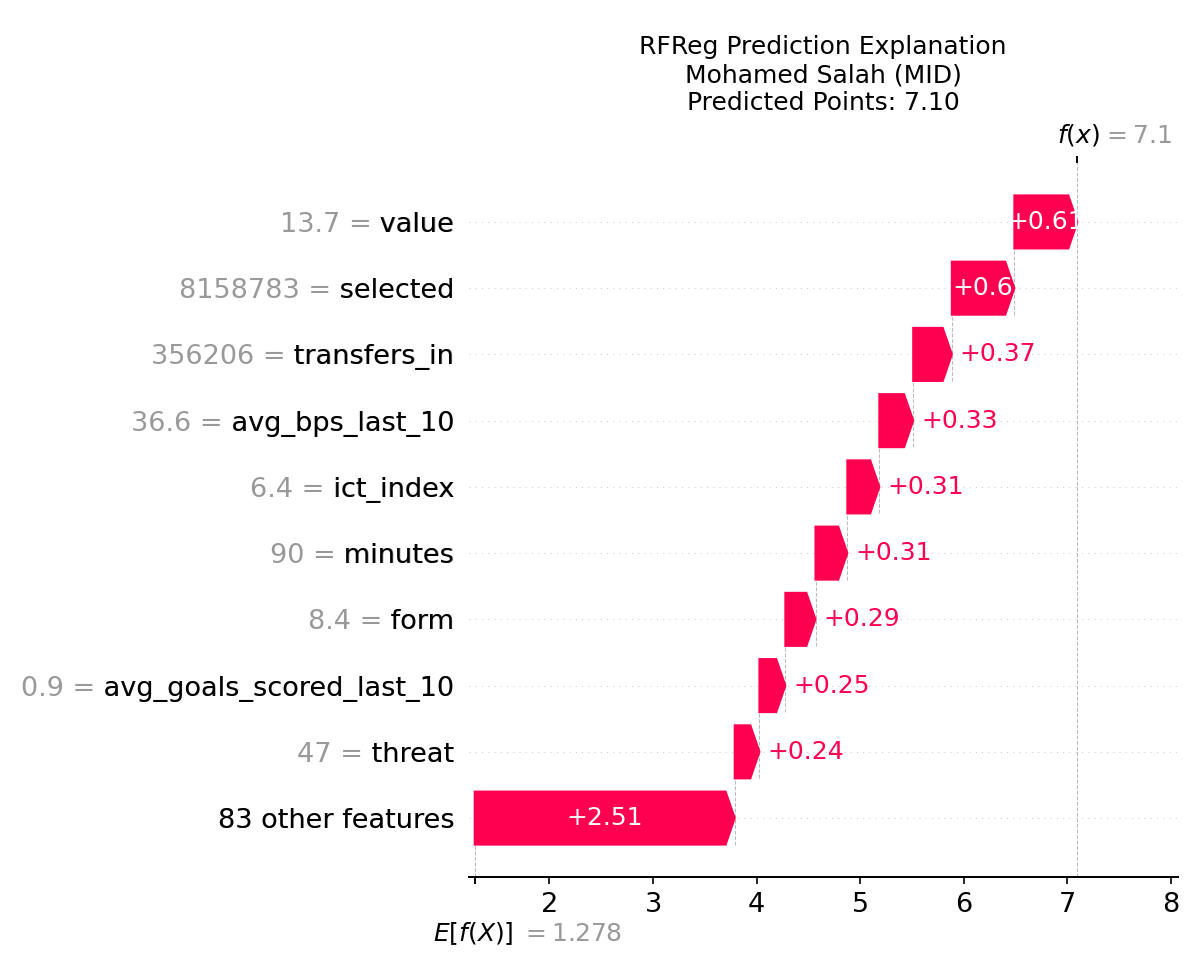 RFReg Prediction Explanation
Mohamed Salah (MID)
Predicted Points: 7.10
f(x) = 7.1
13.7 = value
+0.61
8158783 = selected
+0.6
356206 = transfers_in
+0.37
36.6 = avg_bps_last_10
+0.33
6.4 = ict_index
+0.31
90 = minutes
+0.31
8.4 = form
+0.29
0.9 = avg_goals_scored_last_10
+0.25
47 = threat
+0.24
83 other features
+2.51
2 3 4 5 6 7 8
E[f(X)] = 1.278